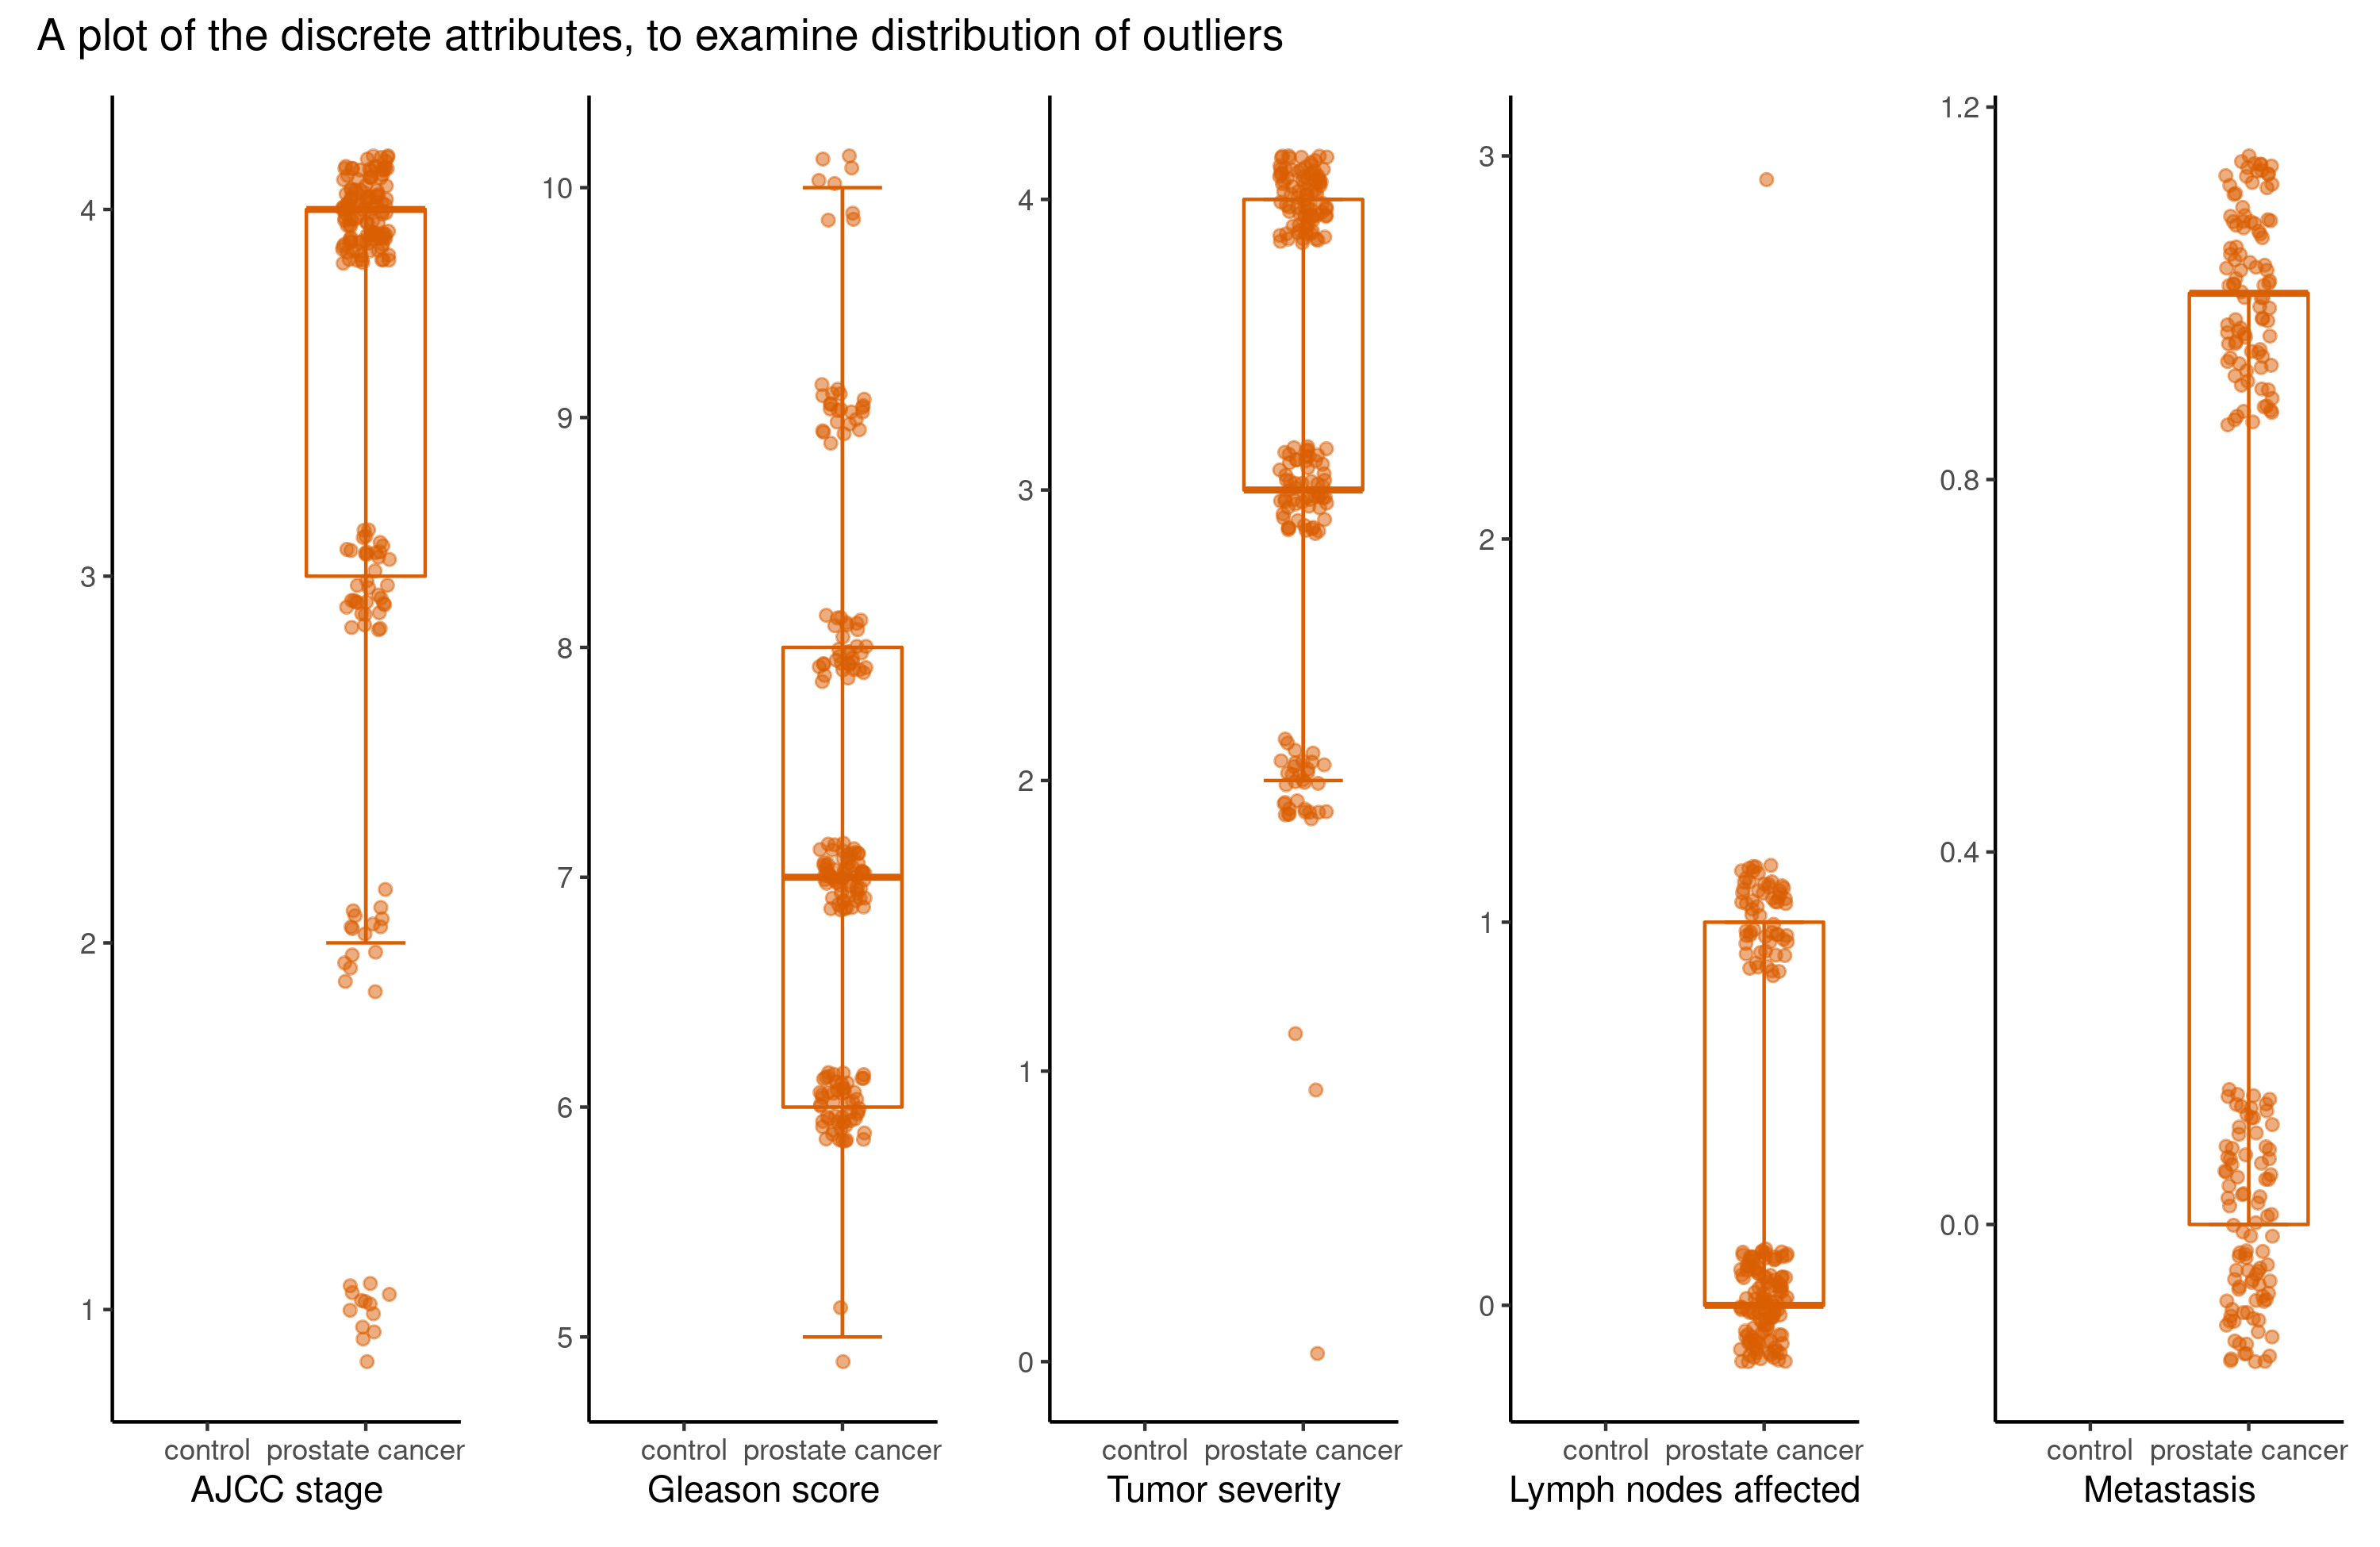 A plot of the discrete attributes, to examine distribution of outliers
4
3
2
1
control prostate cancer
AJCC stage
10
9
8
7
6
5
control prostate cancer
Gleason score
4
3
2
1
0
control prostate cancer
Tumor severity
3
2
1
0
control prostate cancer
Lymph nodes affected
1.2
0.8
0.4
0.0
control prostate cancer
Metastasis